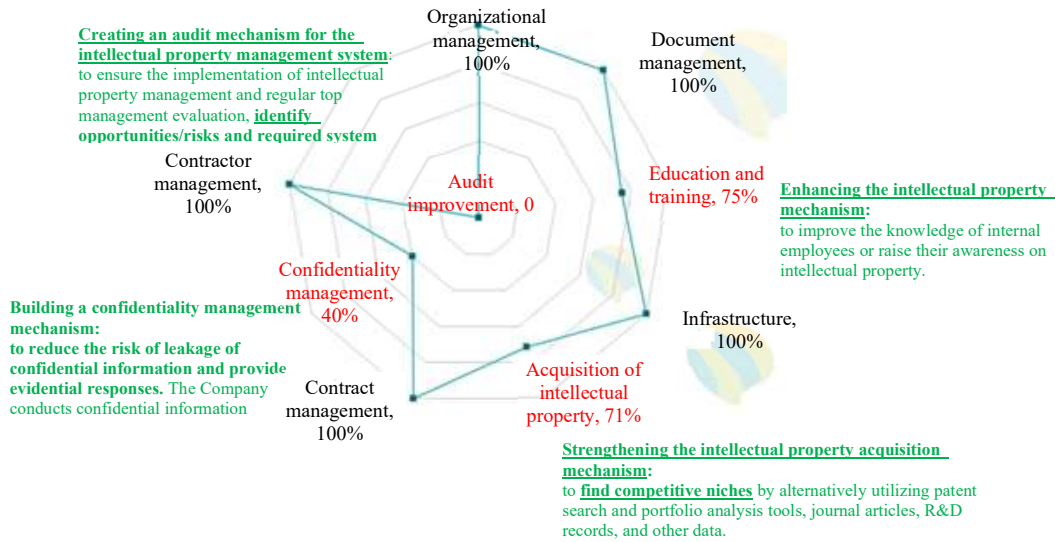 Organizational
management,
100%
Document
management,
100%
Education and
training, 75%
Infrastructure,
100%
Acquisition of
intellectual
property, 71%
Contract
management,
100%
Confidentiality
management,
40%
Contractor
management,
100%
Audit
improvement, 0
Creating an audit mechanism for the
intellectual property management system:
to ensure the implementation of intellectual
property management and regular top
management evaluation, identify
opportunities/risks and required system
Enhancing the intellectual property
mechanism:
to improve the knowledge of internal
employees or raise their awareness on
intellectual property.
Building a confidentiality management
mechanism:
to reduce the risk of leakage of
confidential information and provide
evidential responses. The Company
conducts confidential information
Strengthening the intellectual property acquisition
mechanism:
to find competitive niches by alternatively utilizing patent
search and portfolio analysis tools, journal articles, R&D
records, and other data.